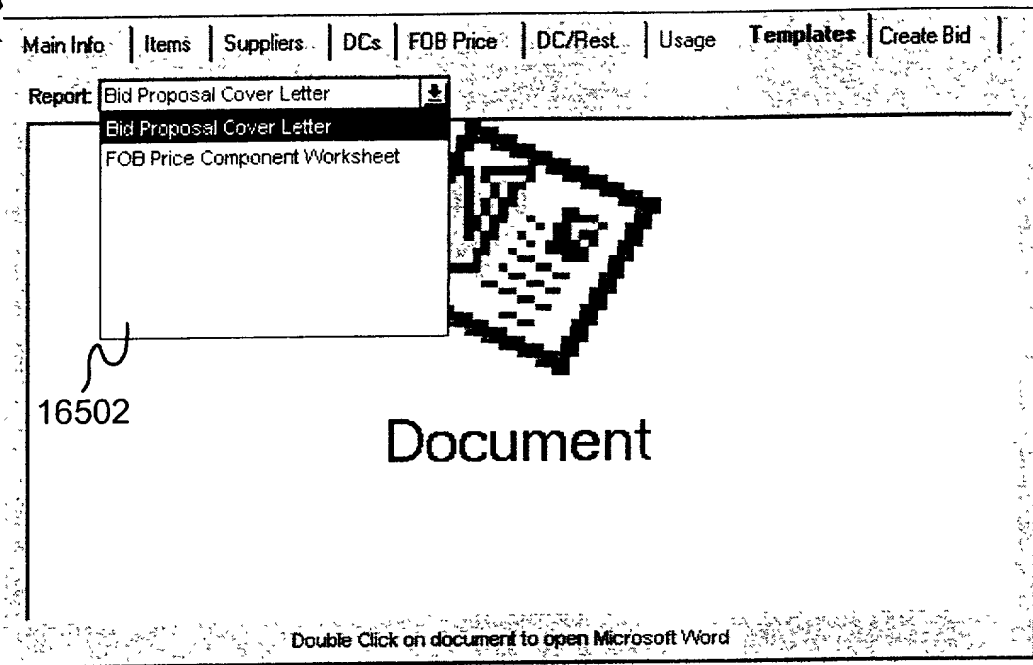 Main Info Items Suppliers DCs FOB Price DC/Rest. Usage Templates Create Bid
Report: Bid Proposal Cover Letter
Bid Proposal Cover Letter
FOB Price Component Worksheet
16502
Document
Double Click on document to open Microsoft Word